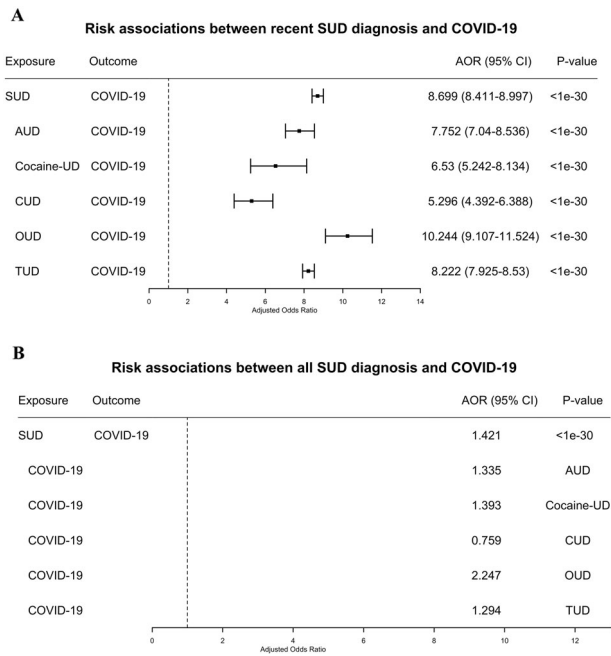 A
Risk associations between recent SUD diagnosis and COVID-19
Exposure Outcome AOR (95% CI) P-value
SUD COVID-19 8.699 (8.411-8.997) <1e-30
AUD COVID-19 7.752 (7.04-8.536) <1e-30
Cocaine-UD COVID-19 6.53 (5.242-8.134) <1e-30
CUD COVID-19 5.296 (4.392-6.388) <1e-30
OUD COVID-19 10.244 (9.107-11.524) <1e-30
TUD COVID-19 8.222 (7.925-8.53) <1e-30
0 2 4 6 8 10 12 14
Adjusted Odds Ratio
B
Risk associations between all SUD diagnosis and COVID-19
Exposure Outcome AOR (95% CI) P-value
SUD COVID-19 1.421 <1e-30
COVID-19 1.335 AUD
COVID-19 1.393 Cocaine-UD
COVID-19 0.759 CUD
COVID-19 2.247 OUD
COVID-19 1.294 TUD
0 2 4 6 8 10 12
Adjusted Odds Ratio